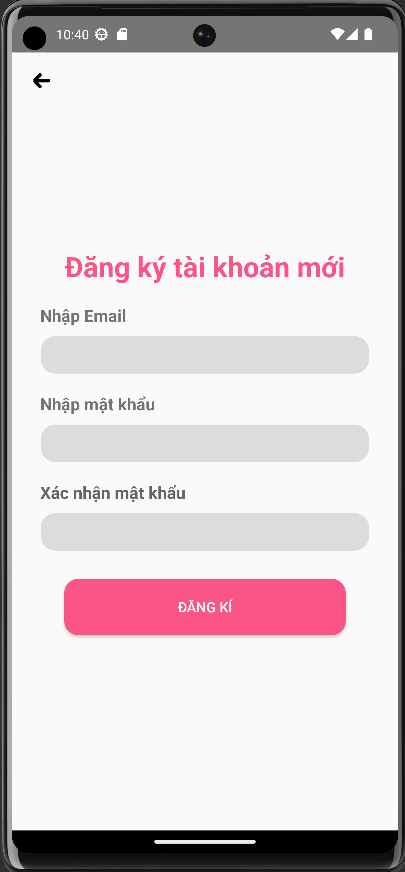 10:40
Đăng ký tài khoản mới
Nhập Email
Nhập mật khẩu
Xác nhận mật khẩu
ĐĂNG KÍ